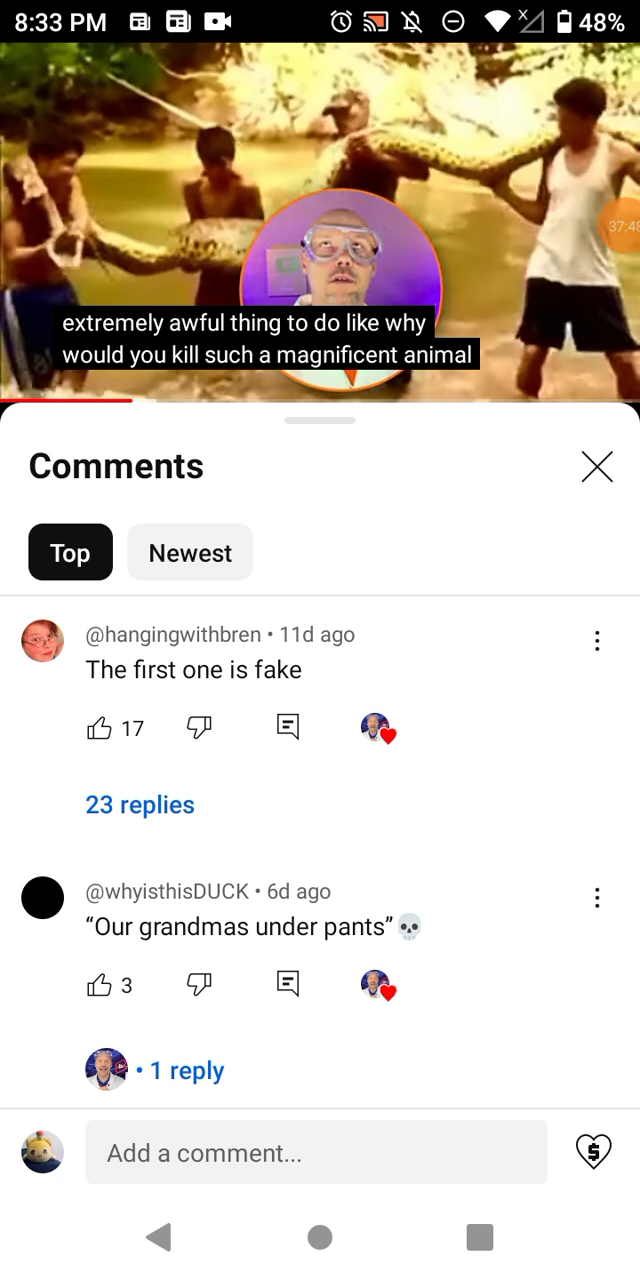 8:33 PM
48%
37:48
extremely awful thing to do like why
would you kill such a magnificent animal
Comments
Top
Newest
@hangingwithbren • 11d ago
The first one is fake
17
23 replies
@whyisthisDUCK • 6d ago
“Our grandmas under pants”💀
3
• 1 reply
Add a comment...
$